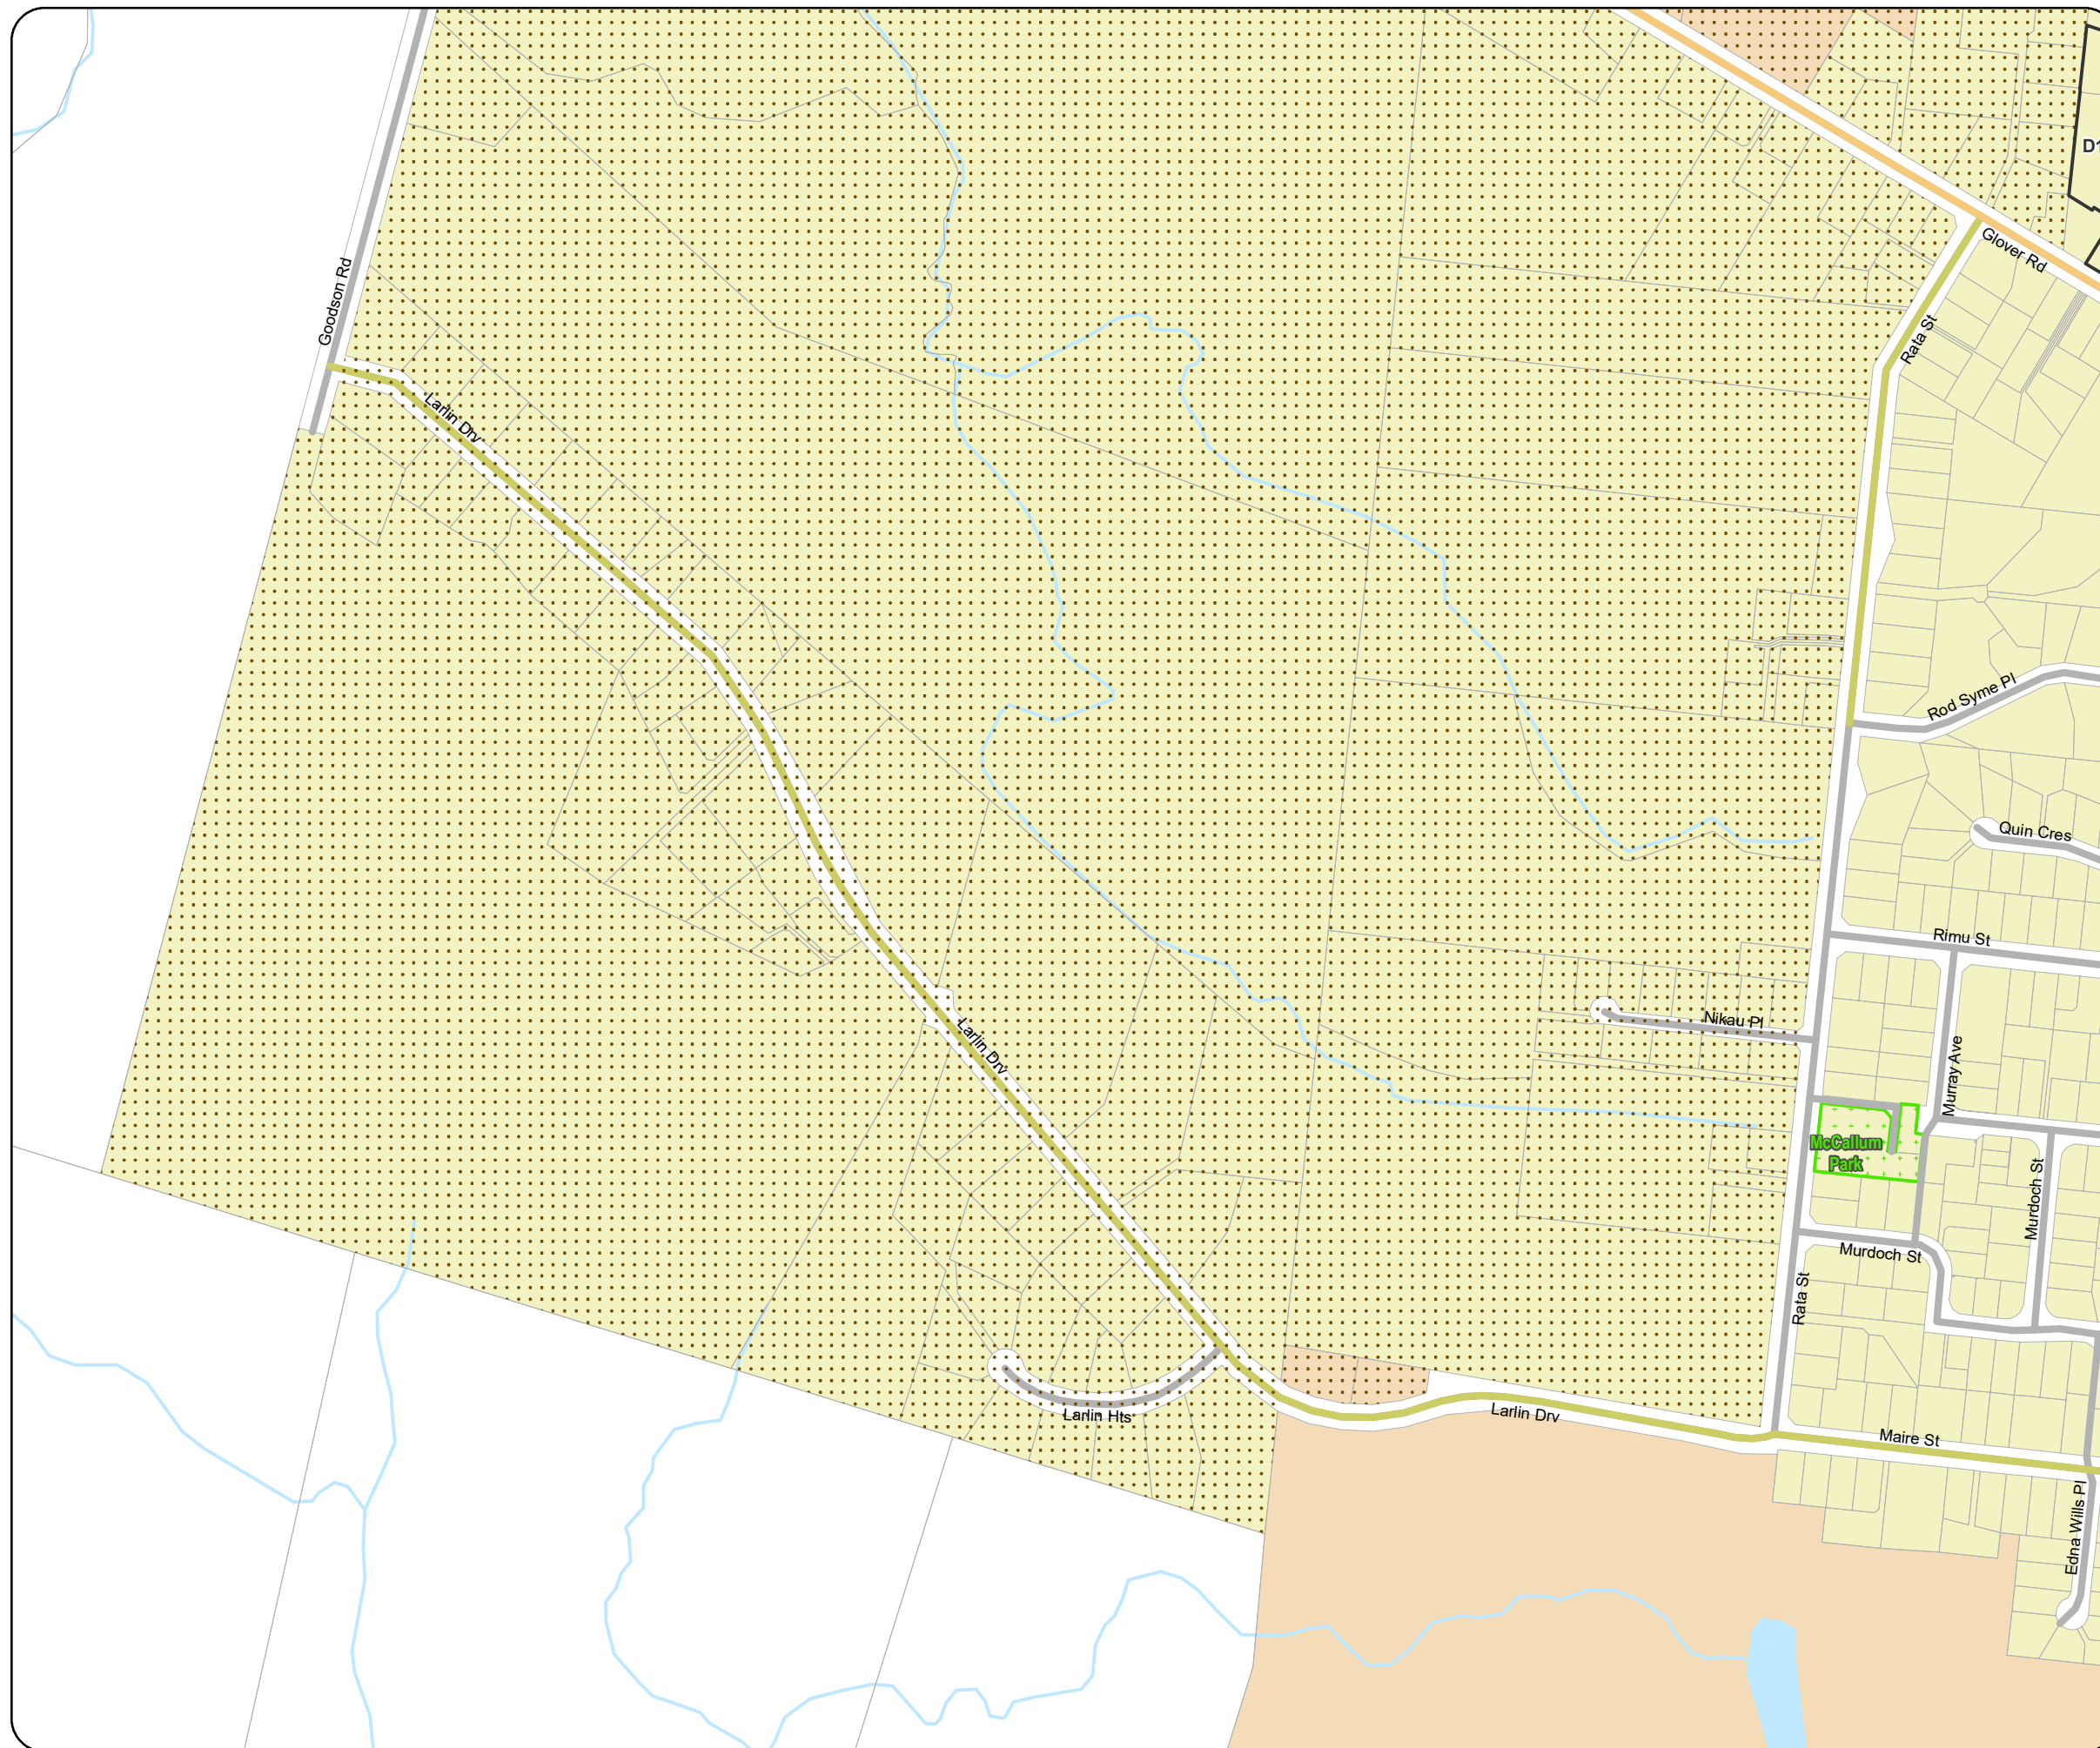 D1
Glover Rd
Goodson Rd
Rata St
Larlin Drv
Rod Syme Pl
Quin Cres
Rimu St
Nikau Pl
Larlin Drv
Murray Ave
McCallum
Park
Murdoch St
Murdoch St
Rata St
Larlin Hts
Larlin Drv
Maire St
Edna Wills Pl